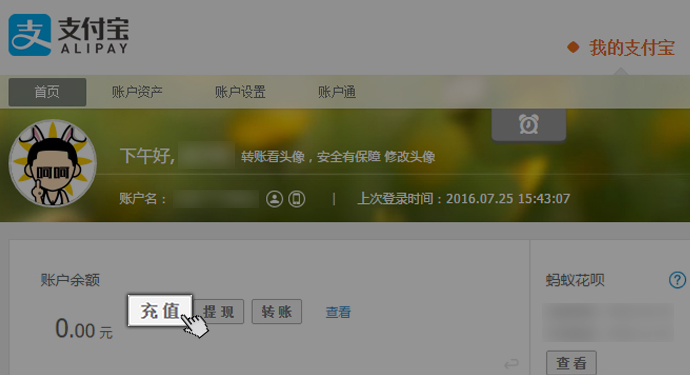 支付宝
ALIPAY
我的支付宝
首页 账户资产 账户设置 账户通
呵呵
下午好, 转账看头像，安全有保障 修改头像
账户名： | 上次登录时间：2016.07.25 15:43:07
账户余额 蚂蚁花呗 ?
0.00 元 充值 提现 转账 查看
查看